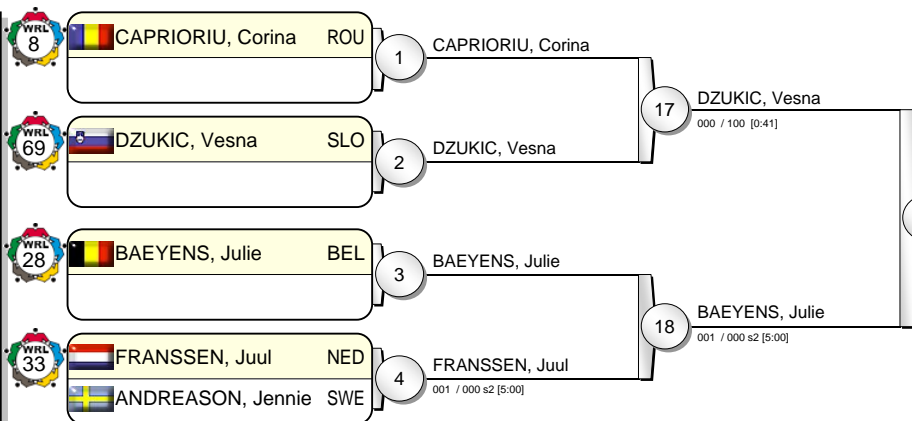 WRL
8
CAPRIORIU, Corina ROU
1
CAPRIORIU, Corina
17
DZUKIC, Vesna
000 / 100 [0:41]
WRL
69
DZUKIC, Vesna SLO
2
DZUKIC, Vesna
WRL
28
BAEYENS, Julie BEL
3
BAEYENS, Julie
18
BAEYENS, Julie
001 / 000 s2 [5:00]
WRL
33
FRANSSEN, Juul NED
4
FRANSSEN, Juul
001 / 000 s2 [5:00]
ANDREASON, Jennie SWE